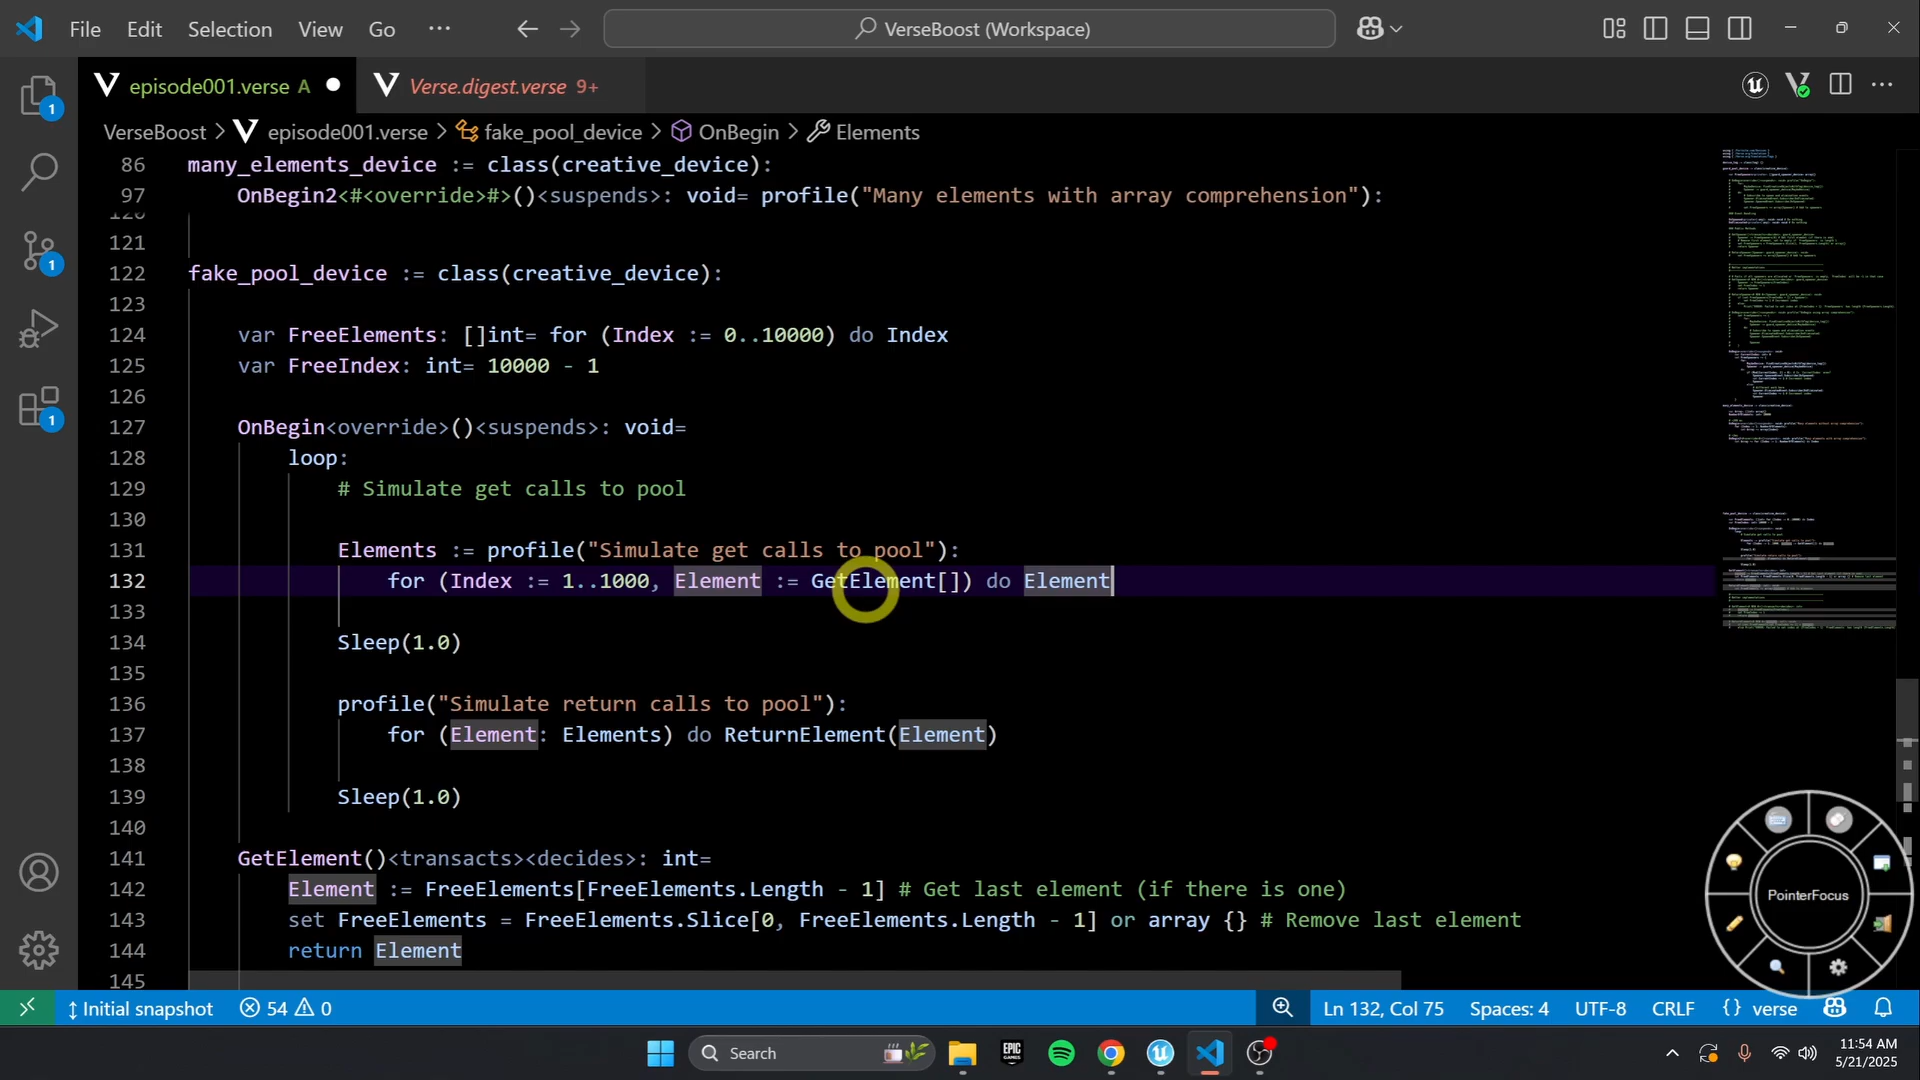 File Edit Selection View Go ··· VerseBoost (Workspace)
episode001.verse A Verse.digest.verse 9+
VerseBoost > episode001.verse > fake_pool_device > OnBegin > Elements
86 many_elements_device := class(creative_device):
97 OnBegin2<#<override>#>()<suspends>: void= profile("Many elements with array comprehension"):
121
122 fake_pool_device := class(creative_device):
123
124 var FreeElements: []int= for (Index := 0..10000) do Index
125 var FreeIndex: int= 10000 - 1
126
127 OnBegin<override>()<suspends>: void=
128 loop:
129 # Simulate get calls to pool
130
131 Elements := profile("Simulate get calls to pool"):
132 for (Index := 1..1000, Element := GetElement[]) do Element
133
134 Sleep(1.0)
135
136 profile("Simulate return calls to pool"):
137 for (Element: Elements) do ReturnElement(Element)
138
139 Sleep(1.0)
140
141 GetElement()<transacts><decides>: int=
142 Element := FreeElements[FreeElements.Length - 1] # Get last element (if there is one)
143 set FreeElements = FreeElements.Slice[0, FreeElements.Length - 1] or array {} # Remove last element
144 return Element
145
1
1
1
PointerFocus
Initial snapshot 54 0 Ln 132, Col 75 Spaces: 4 UTF-8 CRLF {} verse
Search
EPIC GAMES
11:54 AM
5/21/2025